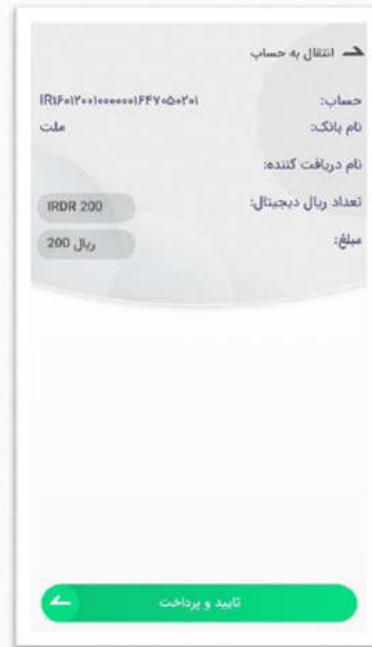 انتقال به حساب
حساب: IR۱۶۰۱۲۰۰۱۰۰۰۰۰۰۱۶۴۷۰۵۰۲۰۱
نام بانک: ملت
نام دریافت کننده:
تعداد ریال دیجیتال: IRDR 200
مبلغ: 200 ریال
تایید و پرداخت